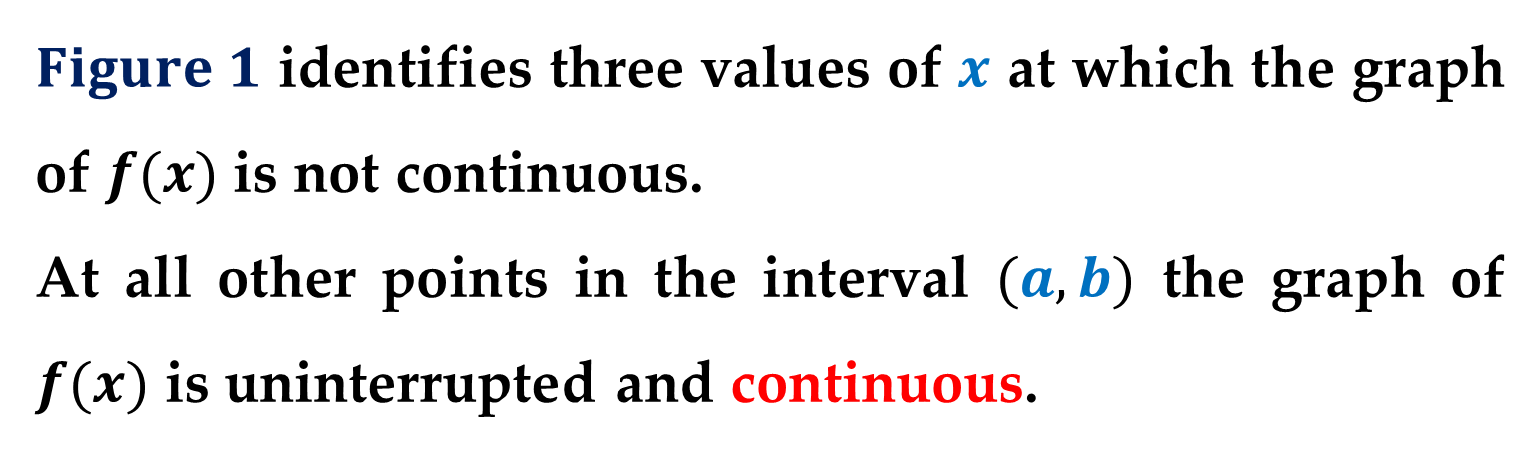 Figure 1 identifies three values of x at which the graph
of f(x) is not continuous.
At all other points in the interval (a, b) the graph of
f(x) is uninterrupted and continuous.